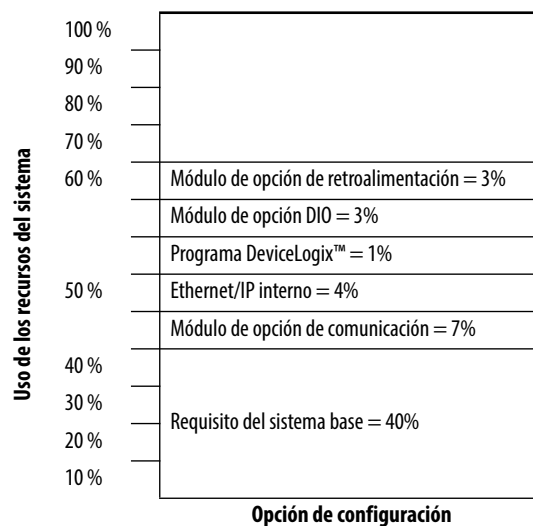 Uso de los recursos del sistema
100 %
90 %
80 %
70 %
60 %
Módulo de opción de retroalimentación = 3%
Módulo de opción DIO = 3%
Programa DeviceLogix™ = 1%
50 %
Ethernet/IP interno = 4%
Módulo de opción de comunicación = 7%
40 %
30 %
Requisito del sistema base = 40%
20 %
10 %
Opción de configuración